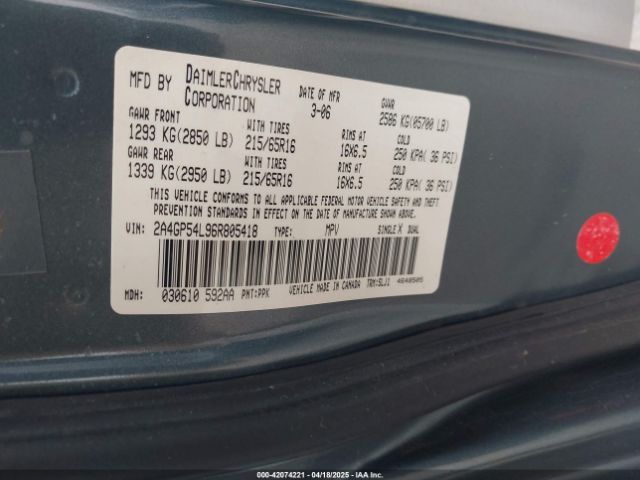 MFD BY DAIMLERCHRYSLER CORPORATION
DATE OF MFR 3-06
GVWR 2586 KG(05700 LB)
GAWR FRONT WITH TIRES RIMS AT COLD
1293 KG(2850 LB) 215/65R16 16X6.5 250 KPA( 36 PSI)
GAWR REAR WITH TIRES RIMS AT COLD
1339 KG(2950 LB) 215/65R16 16X6.5 250 KPA( 36 PSI)
THIS VEHICLE CONFORMS TO ALL APPLICABLE FEDERAL MOTOR VEHICLE SAFETY AND THEFT
PREVENTION STANDARDS IN EFFECT ON THE DATE OF MANUFACTURE SHOWN ABOVE.
VIN: 2A4GP54L96R805418 TYPE: MPV SINGLE X DUAL
MDH: 030610 592AA PNT:PPK VEHICLE MADE IN CANADA TRM:SLJ1 4648505
000-42074221 - 04/18/2025 - IAA Inc.